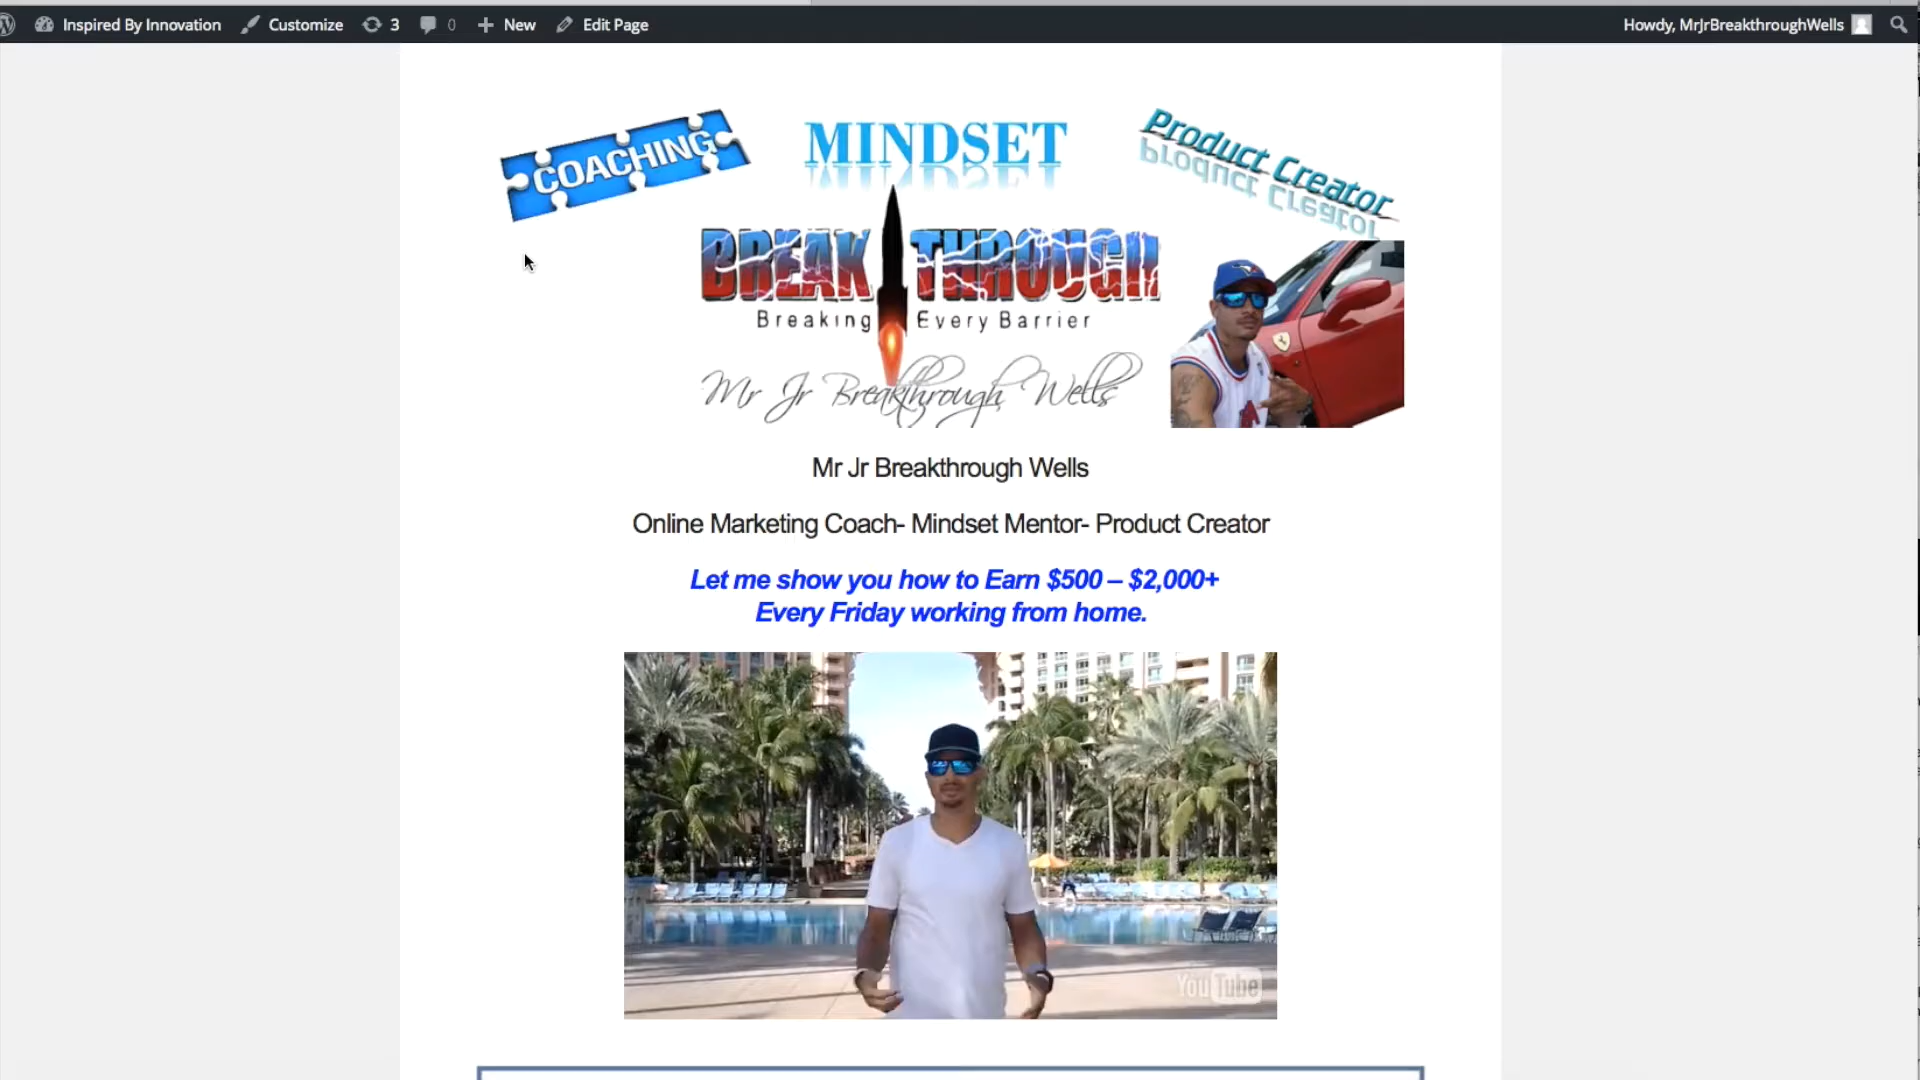 Inspired By Innovation Customize 3 0 New Edit Page Howdy, MrJrBreakthroughWells
COACHING
MINDSET
Product Creator
BREAKTHROUGH
Breaking Every Barrier
Mr Jr Breakthrough Wells
Mr Jr Breakthrough Wells
Online Marketing Coach- Mindset Mentor- Product Creator
Let me show you how to Earn $500 – $2,000+
Every Friday working from home.
YouTube